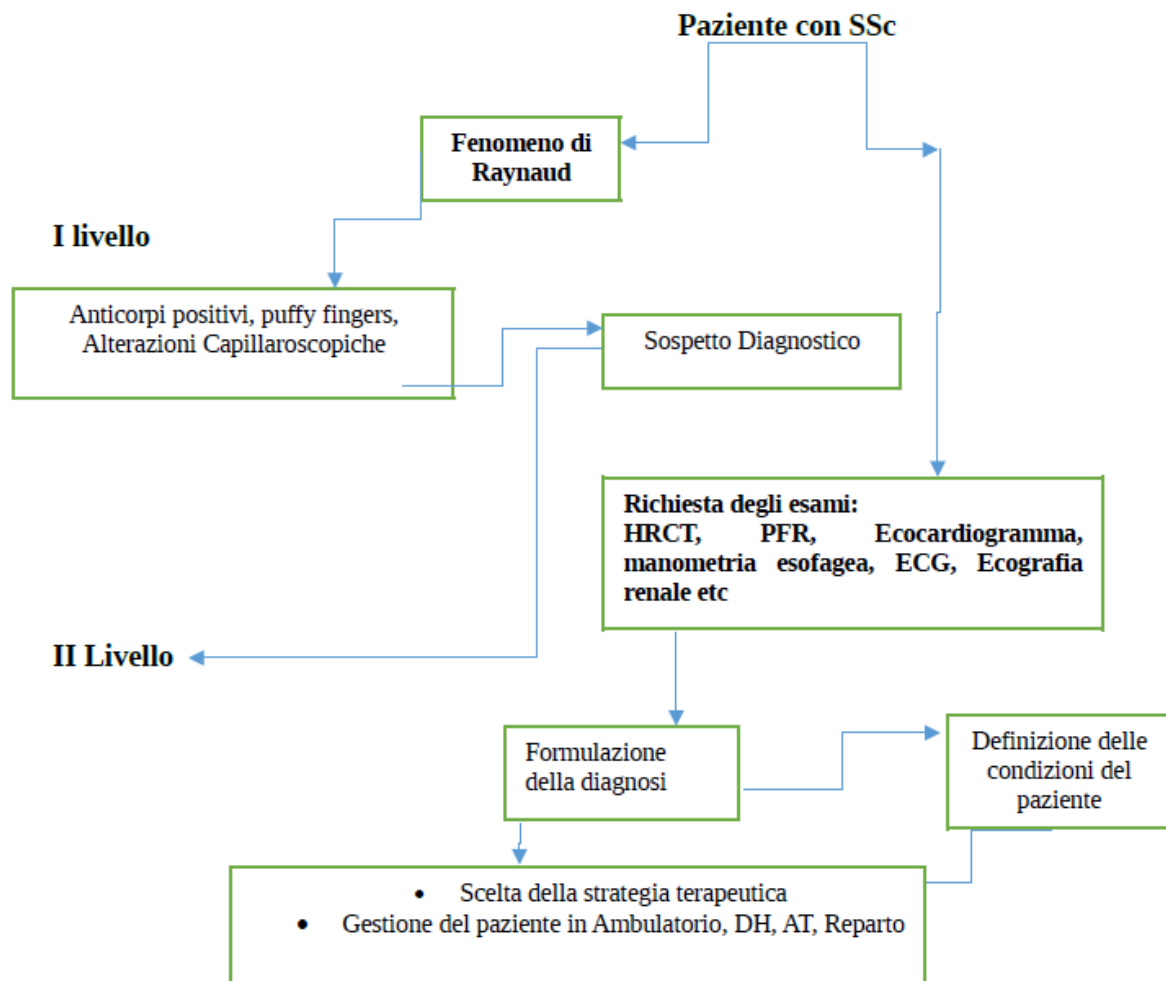 Paziente con SSc
Fenomeno di
Raynaud
I livello
Anticorpi positivi, puffy fingers,
Alterazioni Capillaroscopiche
Sospetto Diagnostico
Richiesta degli esami:
HRCT, PFR, Ecocardiogramma,
manometria esofagea, ECG, Ecografia
renale etc
II Livello
Formulazione
della diagnosi
Definizione delle
condizioni del
paziente
• Scelta della strategia terapeutica
• Gestione del paziente in Ambulatorio, DH, AT, Reparto